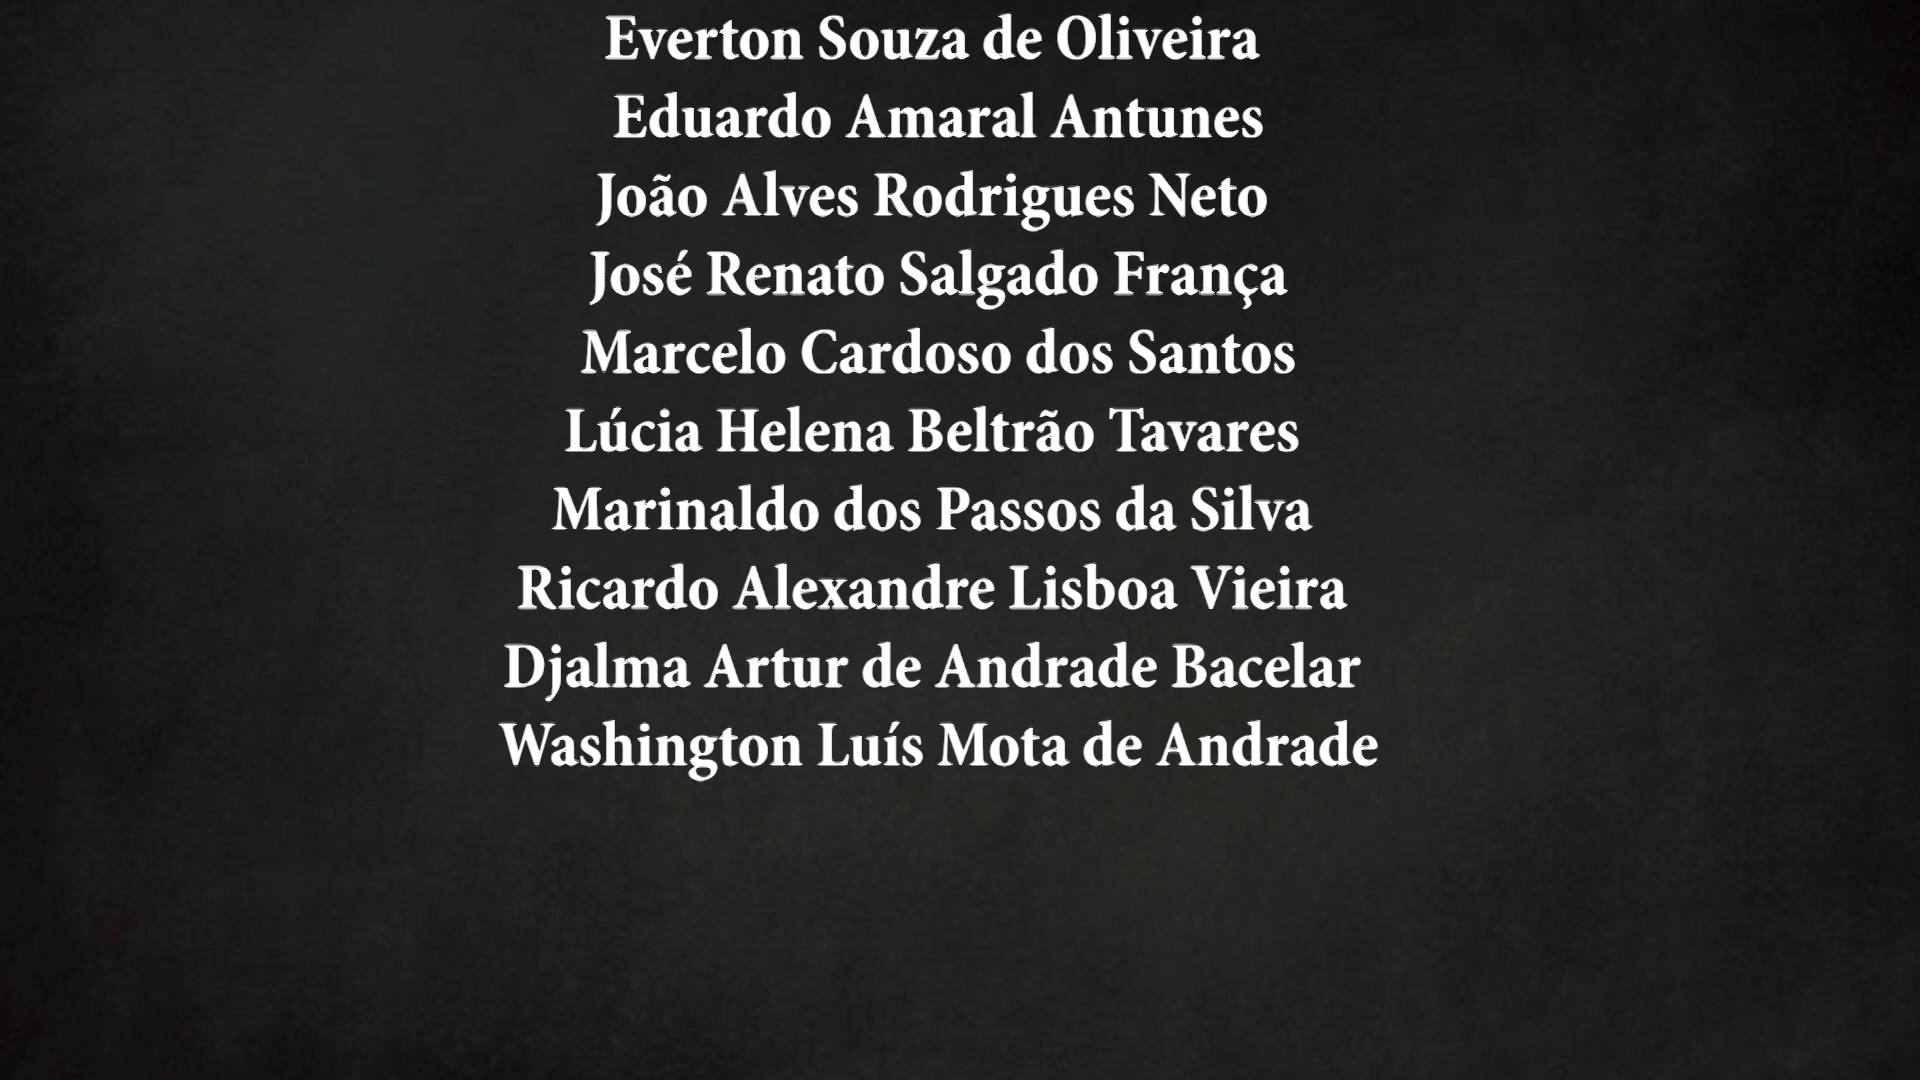 Everton Souza de Oliveira
Eduardo Amaral Antunes
João Alves Rodrigues Neto
José Renato Salgado França
Marcelo Cardoso dos Santos
Lúcia Helena Beltrão Tavares
Marinaldo dos Passos da Silva
Ricardo Alexandre Lisboa Vieira
Djalma Artur de Andrade Bacelar
Washington Luís Mota de Andrade